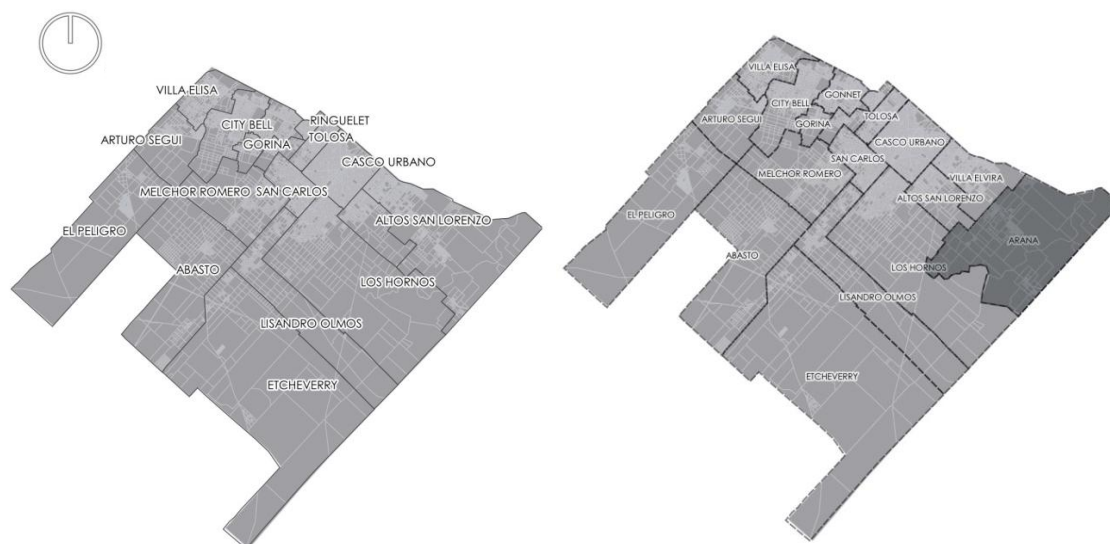 VILLA ELISA
CITY BELL
RINGUELET
TOLOSA
ARTURO SEGUI
GORINA
CASCO URBANO
MELCHOR ROMERO
SAN CARLOS
ALTOS SAN LORENZO
EL PELIGRO
ABASTO
LOS HORNOS
LISANDRO OLMOS
ETCHEVERRY
VILLA ELISA
GONNET
CITY BELL
TOLOSA
ARTURO SEGUI
GORINA
CASCO URBANO
SAN CARLOS
MELCHOR ROMERO
VILLA ELVIRA
ALTOS SAN LORENZO
EL PELIGRO
ARANA
ABASTO
LOS HORNOS
LISANDRO OLMOS
ETCHEVERRY